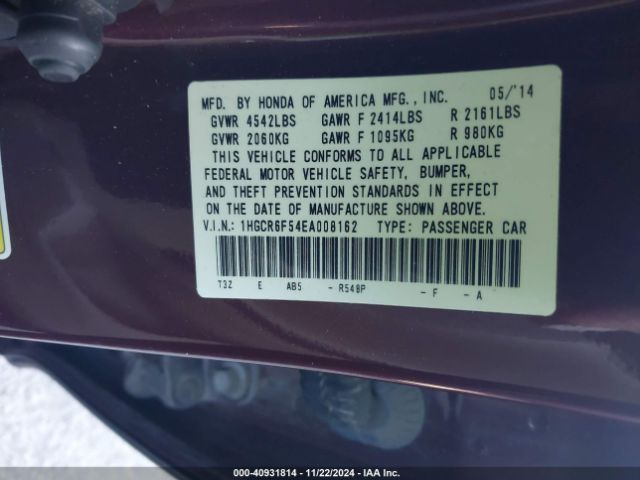 MFD. BY HONDA OF AMERICA MFG., INC. 05/'14
GVWR 4542LBS GAWR F 2414LBS R 2161LBS
GVWR 2060KG GAWR F 1095KG R 980KG
THIS VEHICLE CONFORMS TO ALL APPLICABLE
FEDERAL MOTOR VEHICLE SAFETY, BUMPER,
AND THEFT PREVENTION STANDARDS IN EFFECT
ON THE DATE OF MANUFACTURE SHOWN ABOVE.
V.I.N.: 1HGCR6F54EA008162 TYPE: PASSENGER CAR
T3Z E AB5 - R548P - F - A
000-40931814 - 11/22/2024 - IAA Inc.